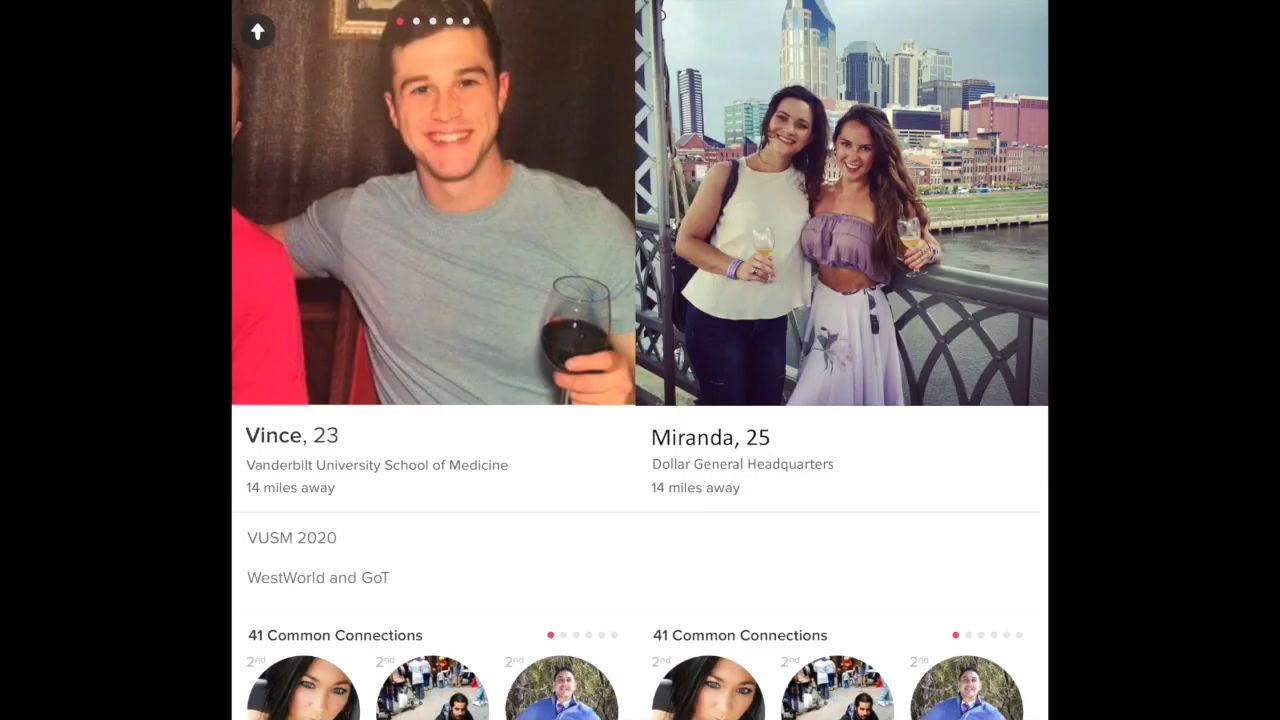 Vince, 23
Vanderbilt University School of Medicine
14 miles away
VUSM 2020
WestWorld and GoT
41 Common Connections
2nd
2nd
2nd
Miranda, 25
Dollar General Headquarters
14 miles away
41 Common Connections
2nd
2nd
2nd